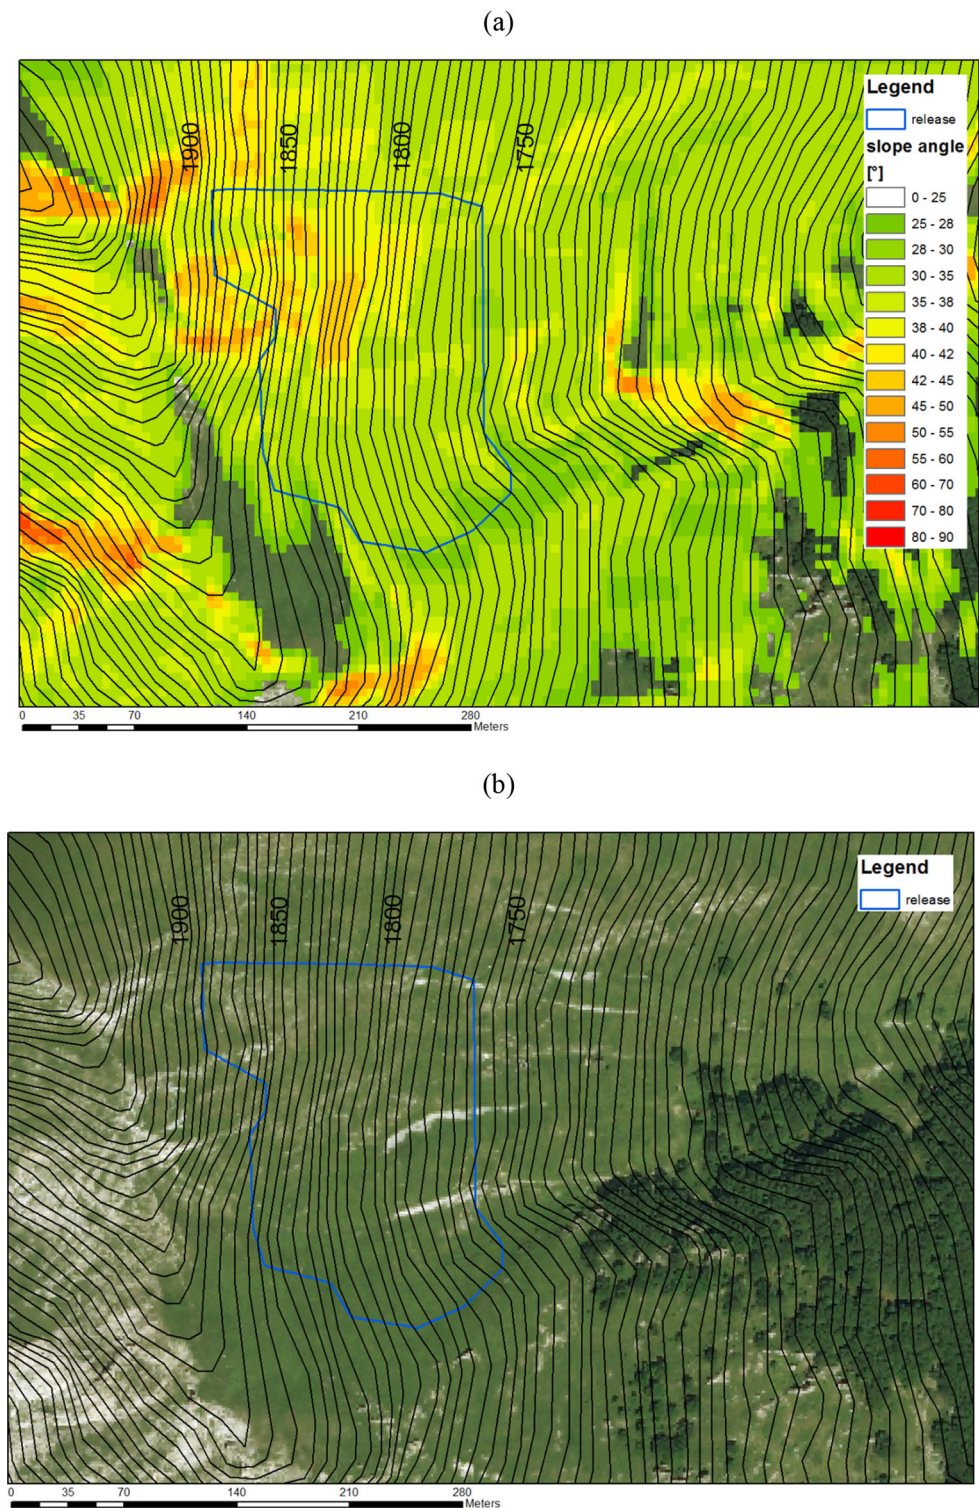 (a)
1900
1850
1800
1750
Legend
release
slope angle
[°]
0 - 25
25 - 28
28 - 30
30 - 35
35 - 38
38 - 40
40 - 42
42 - 45
45 - 50
50 - 55
55 - 60
60 - 70
70 - 80
80 - 90
0 35 70 140 210 280
Meters
(b)
1900
1850
1800
1750
Legend
release
0 35 70 140 210 280
Meters